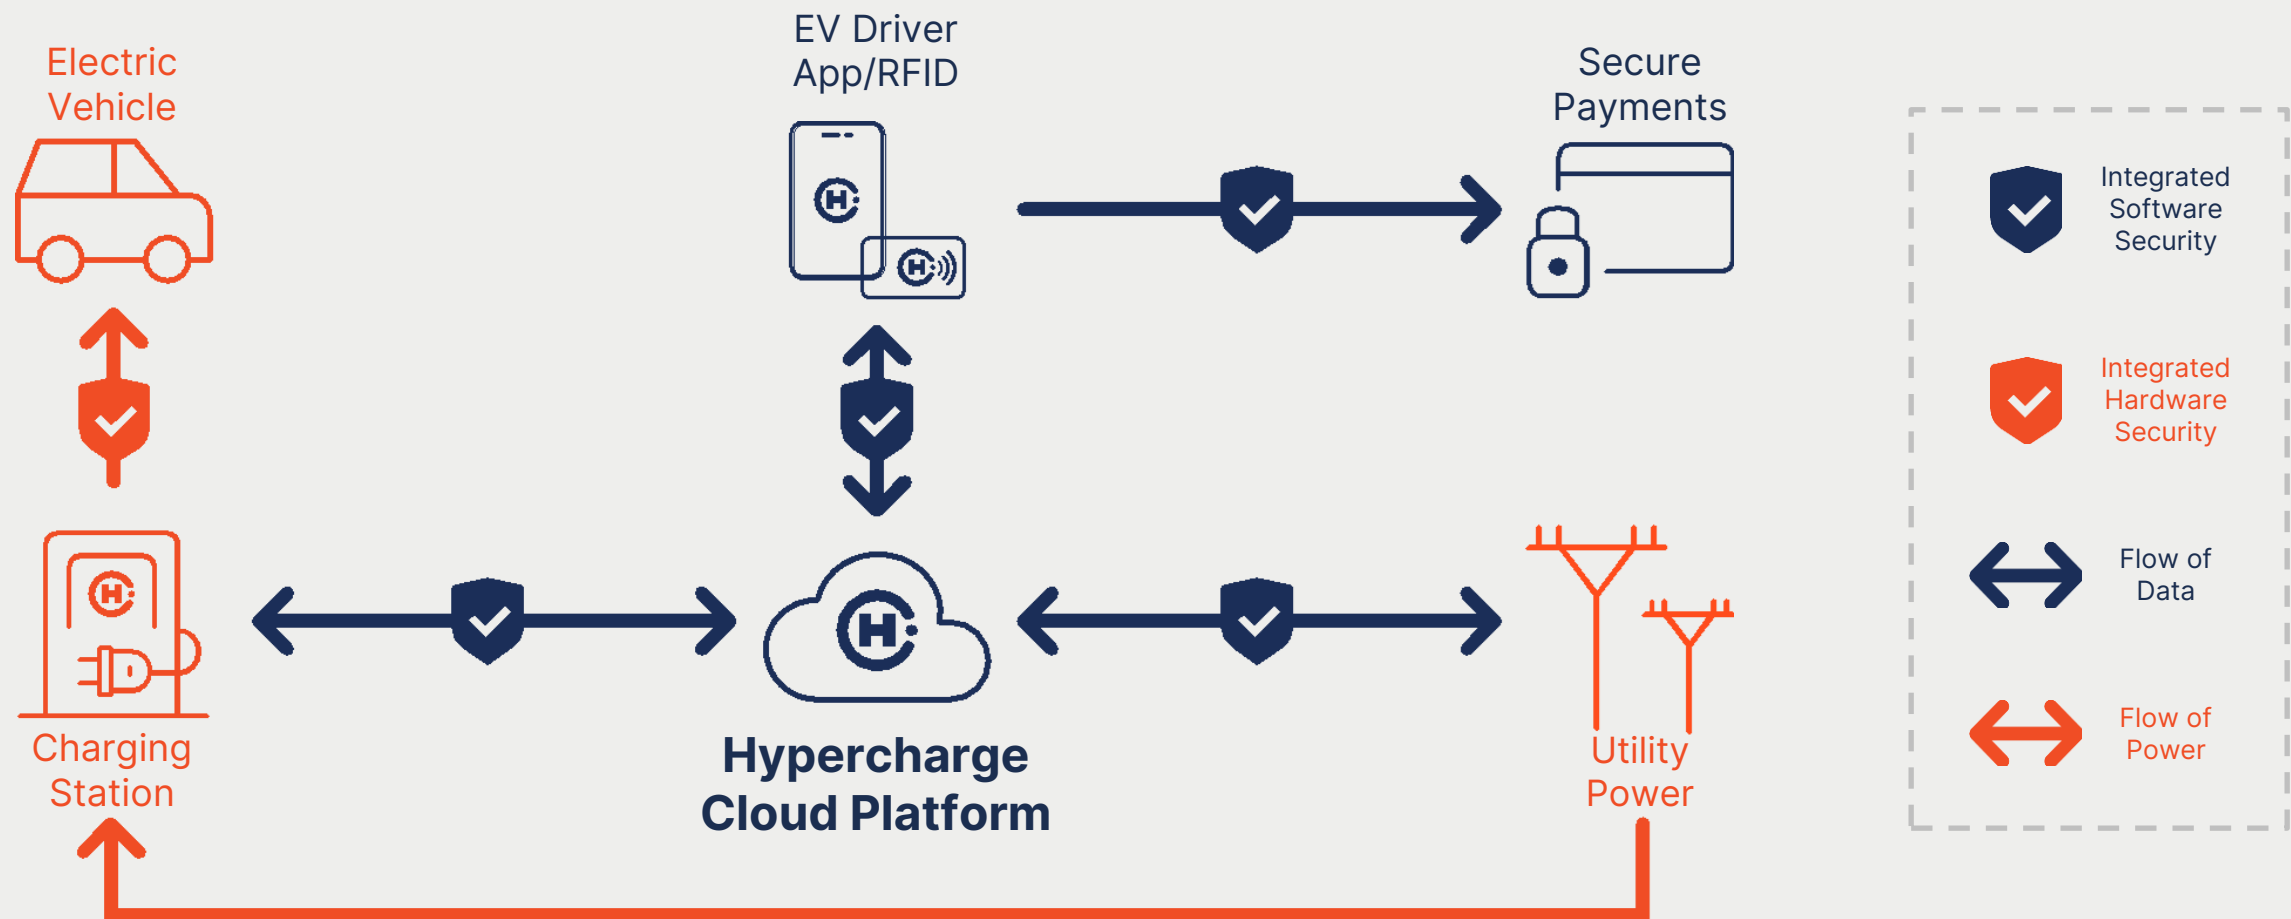 Electric
Vehicle
EV Driver
App/RFID
Secure
Payments
Integrated
Software
Security
Integrated
Hardware
Security
Flow of
Data
Flow of
Power
H
H
H
H
Charging
Station
Hypercharge
Cloud Platform
Utility
Power